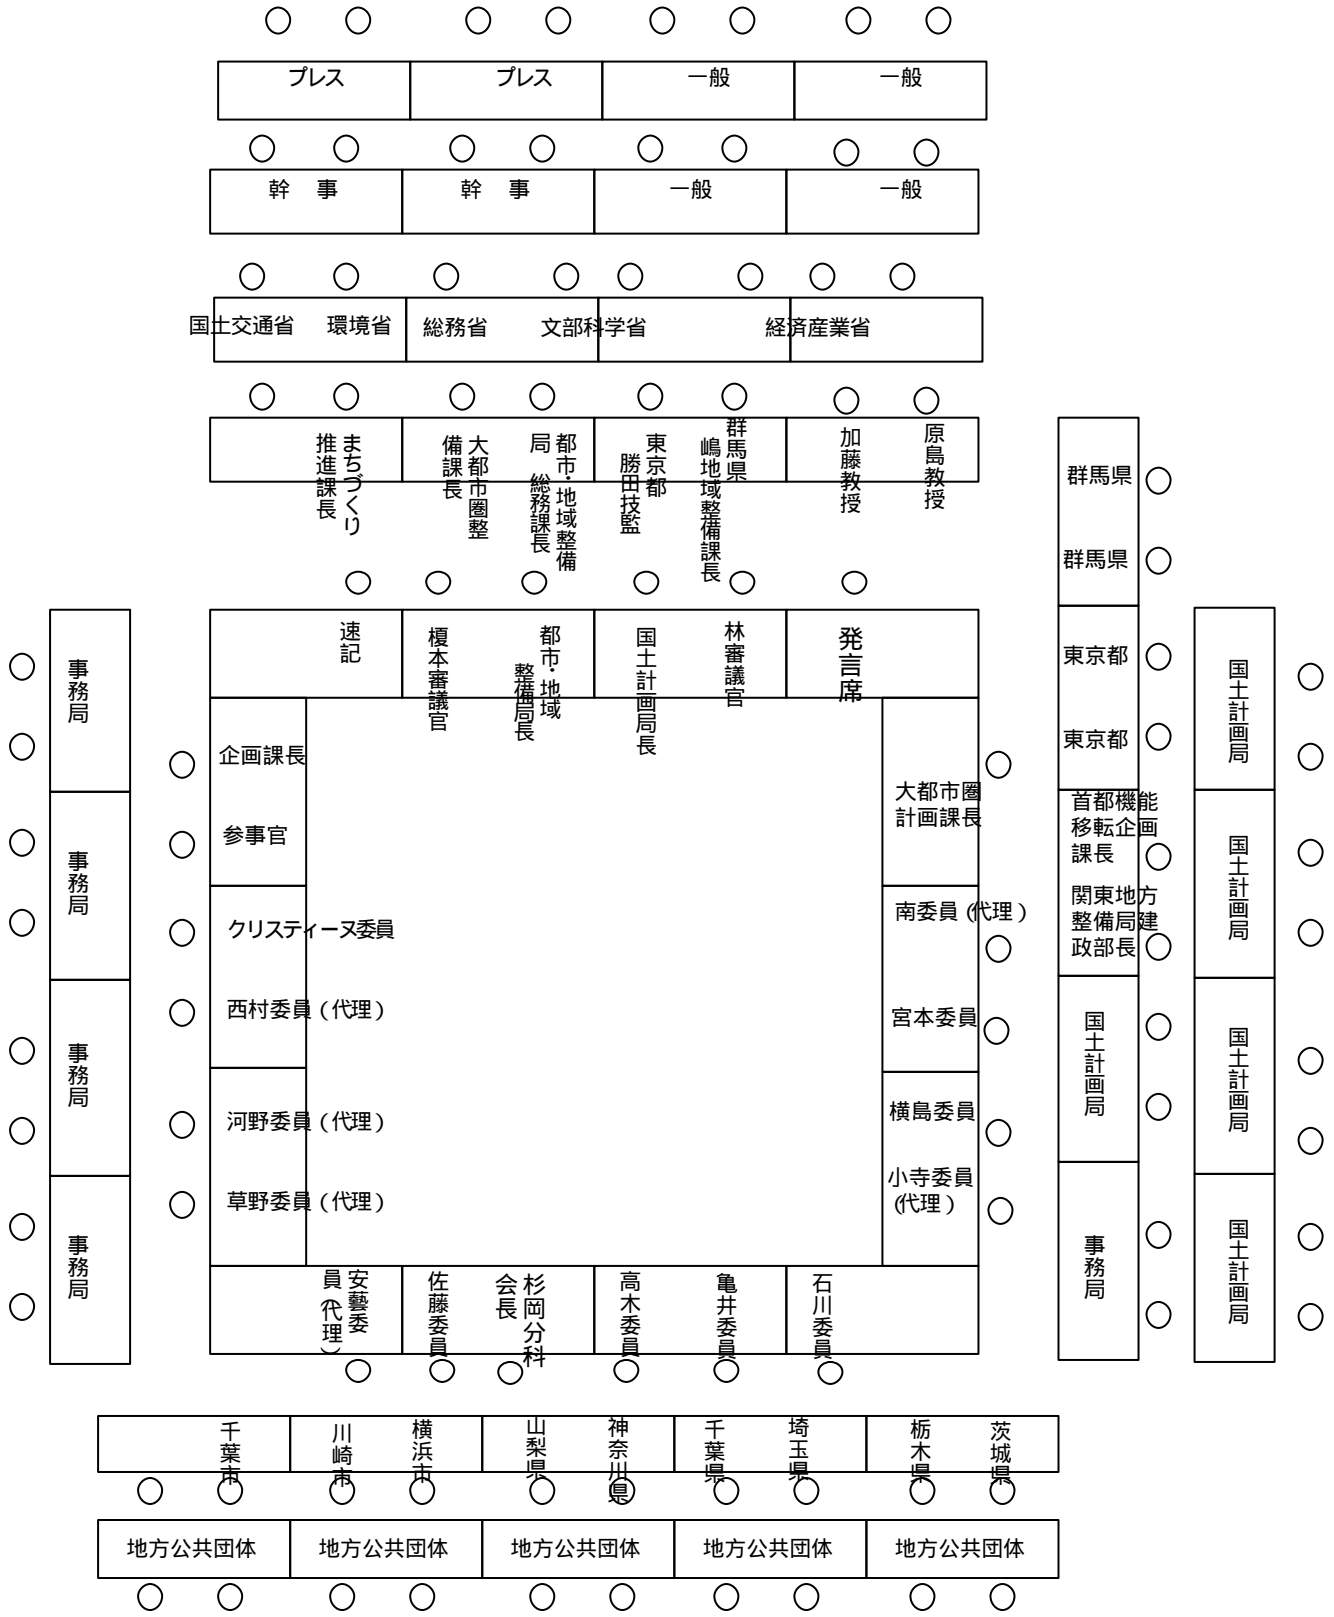 プレス
プレス
一般
一般
幹　事
幹　事
一般
一般
国土交通省
環境省
総務省
文部科学省
経済産業省
まちづくり
推進課長
大都市圏整
備課長
都市・地域整備
局　総務課長
東京都
勝田技監
群馬県
嶋地域整備課長
加藤教授
原島教授
群馬県
群馬県
東京都
東京都
首都機能
移転企画
課長
関東地方
整備局建
政部長
国土計画局
事務局
国土計画局
国土計画局
国土計画局
国土計画局
事務局
事務局
事務局
事務局
速記
榎本審議官
都市・地域
整備局長
国土計画局長
林審議官
発言席
企画課長
参事官
クリスティーヌ委員
西村委員（代理）
河野委員（代理）
草野委員（代理）
大都市圏
計画課長
南委員（代理）
宮本委員
横島委員
小寺委員
（代理）
安藝委
員（代理）
佐藤委員
杉岡分科
会長
高木委員
亀井委員
石川委員
千葉市
川崎市
横浜市
山梨県
神奈川県
千葉県
埼玉県
栃木県
茨城県
地方公共団体
地方公共団体
地方公共団体
地方公共団体
地方公共団体